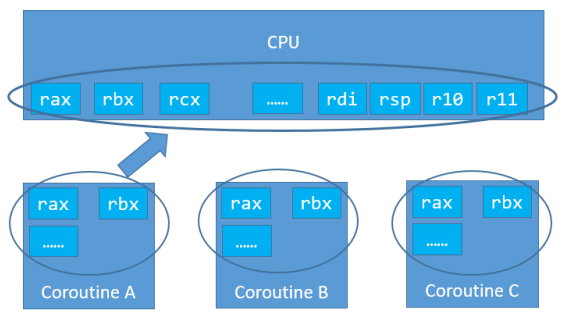 CPU
rax rbx rcx ...... rdi rsp r10 r11
rax rbx rax rbx rax rbx
...... ...... ......
Coroutine A Coroutine B Coroutine C